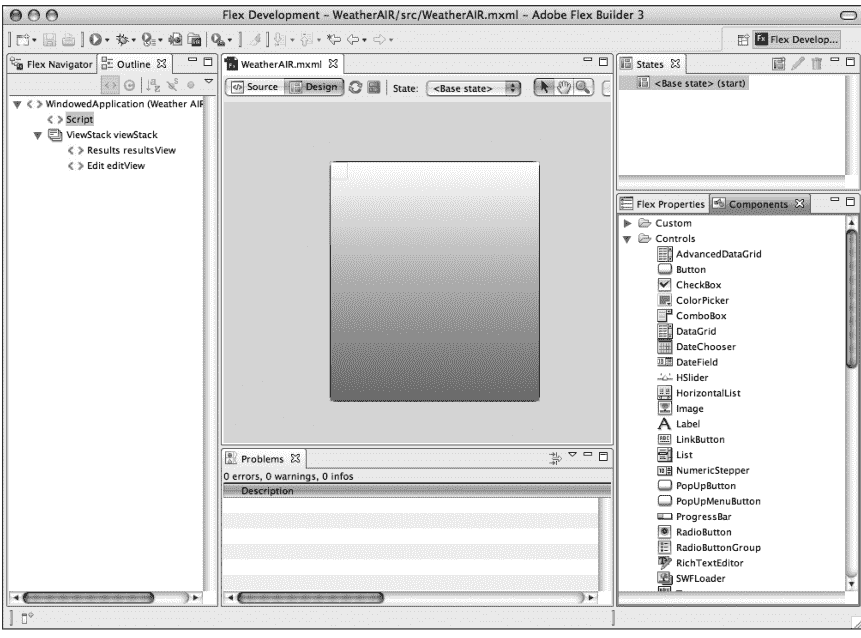 Flex Development – WeatherAIR/src/WeatherAIR.mxml – Adobe Flex Builder 3
Flex Develop...
Flex Navigator
Outline
WindowedApplication (Weather AIR
Script
ViewStack viewStack
Results resultsView
Edit editView
WeatherAIR.mxml
Source
Design
State:
<Base state>
Problems
0 errors, 0 warnings, 0 infos
Description
States
<Base state> (start)
Flex Properties
Components
Custom
Controls
AdvancedDataGrid
Button
CheckBox
ColorPicker
ComboBox
DataGrid
DateChooser
DateField
HSlider
HorizontalList
Image
Label
LinkButton
List
NumericStepper
PopUpButton
PopUpMenuButton
ProgressBar
RadioButton
RadioButtonGroup
RichTextEditor
SWFLoader